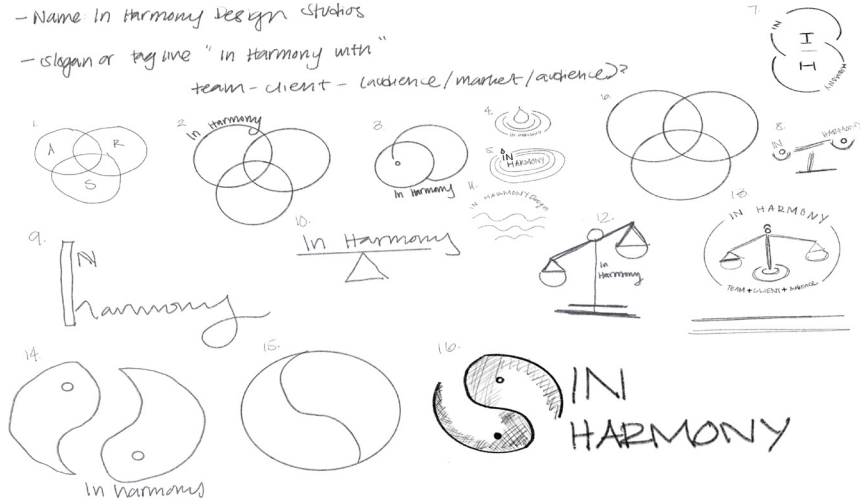 - Name: In Harmony Design Studios
- slogan or tag line "In Harmony with"
team - client - (audience/market/audience)?
7.
IN
H
I
HARMONY
1.
A
R
S
2.
In Harmony
3.
In Harmony
4.
IN HARMONY
5.
IN
HARMONY
11.
IN HARMONY Design
6.
8.
IN
HARMONY
9.
IN
harmony
10.
In Harmony
12.
In
Harmony
13.
IN HARMONY
TEAM + CLIENT + AUDIENCE
14.
In harmony
15.
16.
IN
HARMONY